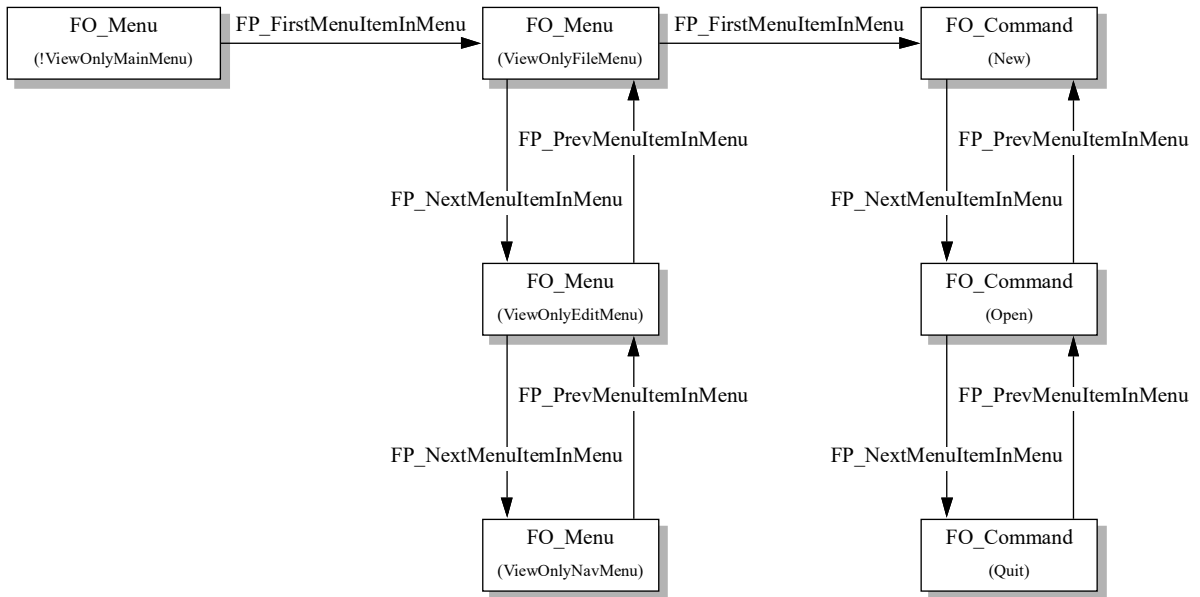 FO_Menu
(!ViewOnlyMainMenu)
FP_FirstMenuItemInMenu
FO_Menu
(ViewOnlyFileMenu)
FP_FirstMenuItemInMenu
FO_Command
(New)
FP_PrevMenuItemInMenu
FP_PrevMenuItemInMenu
FP_NextMenuItemInMenu
FP_NextMenuItemInMenu
FO_Menu
(ViewOnlyEditMenu)
FO_Command
(Open)
FP_PrevMenuItemInMenu
FP_PrevMenuItemInMenu
FP_NextMenuItemInMenu
FP_NextMenuItemInMenu
FO_Menu
(ViewOnlyNavMenu)
FO_Command
(Quit)